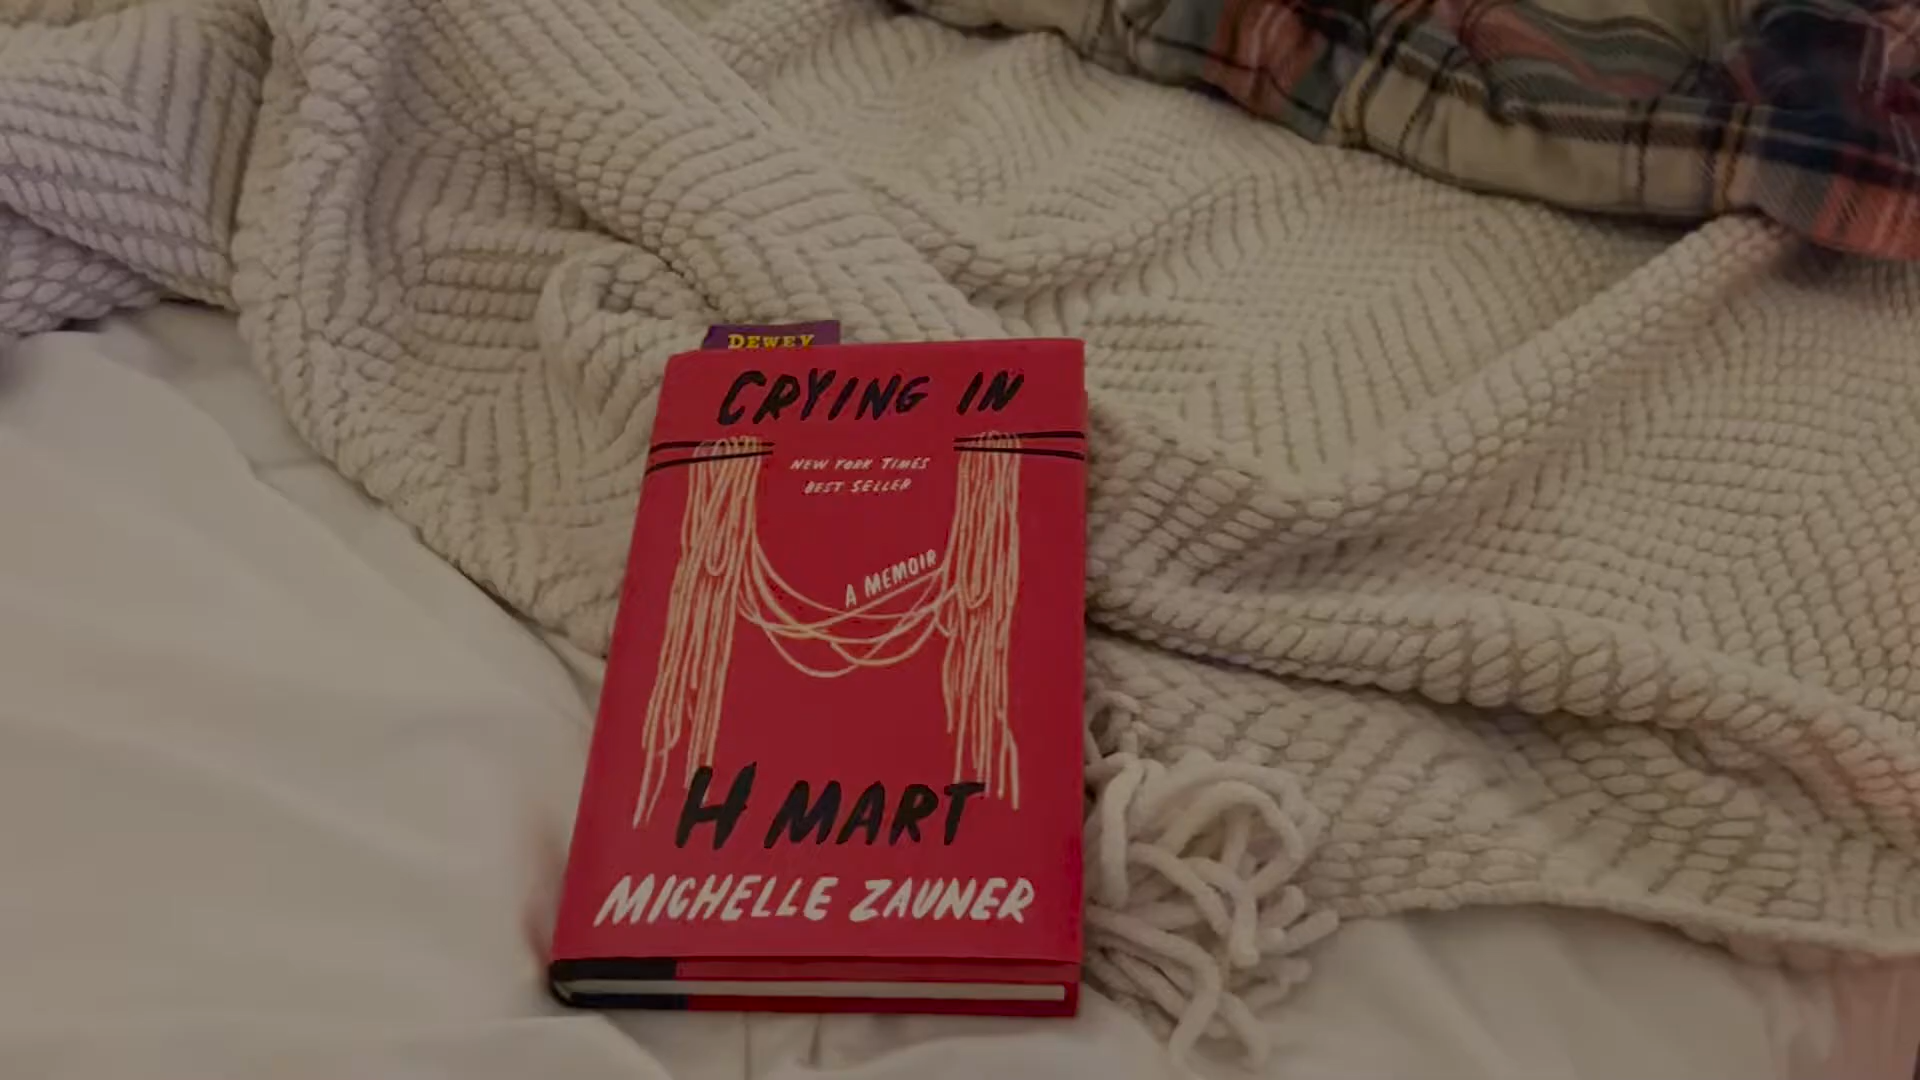 DEWEY
CRYING IN
NEW YORK TIMES
BEST SELLER
A MEMOIR
H MART
MICHELLE ZAUNER